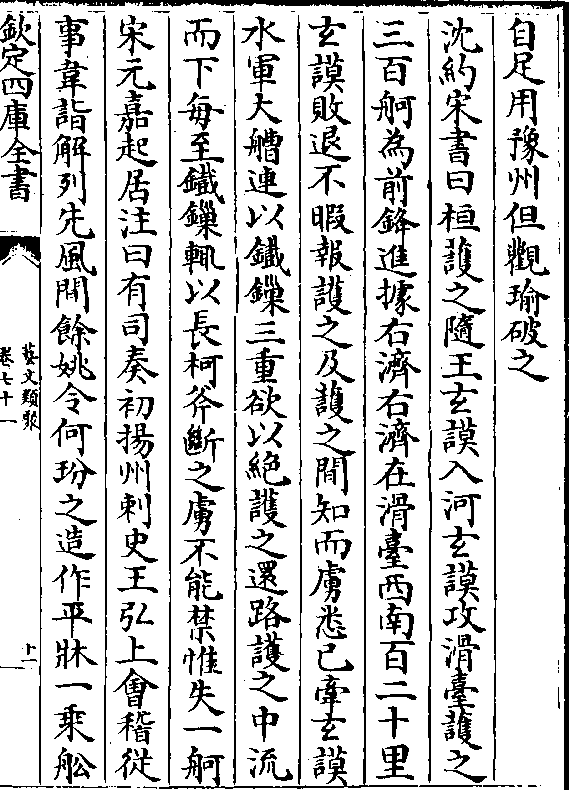 自足用豫州但觀瑜破之
沈約宋書曰桓護之隨王玄謨入河玄謨攻滑臺護之
三百舸為前鋒進據右濟右濟在滑臺西南百二十里
玄謨敗退不暇報護之及護之聞知而虜悉已牽玄謨
水軍大艚連以鐵鏁三重欲以絶護之還路護之中流
而下每至鐵鏁輒以長柯斧斷之虜不能禁惟失一舸
宋元嘉起居注曰有司奏初揚州刺史王弘上會稽從
事韋詣解列先風聞餘姚令何玢之造作平牀一乗舩
欽定四庫全書
藝文類聚
卷七十一
十二